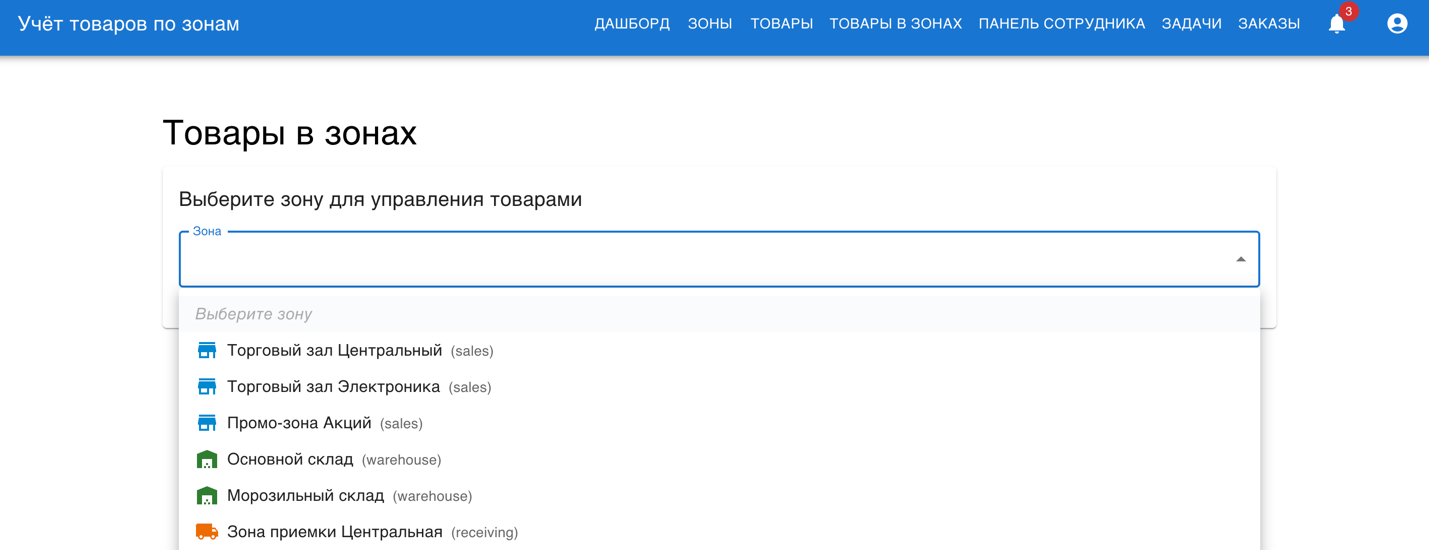 Учёт товаров по зонам
ДАШБОРД ЗОНЫ ТОВАРЫ ТОВАРЫ В ЗОНАХ ПАНЕЛЬ СОТРУДНИКА ЗАДАЧИ ЗАКАЗЫ 3
Товары в зонах
Выберите зону для управления товарами
Зона
Выберите зону
Торговый зал Центральный (sales)
Торговый зал Электроника (sales)
Промо-зона Акций (sales)
Основной склад (warehouse)
Морозильный склад (warehouse)
Зона приемки Центральная (receiving)